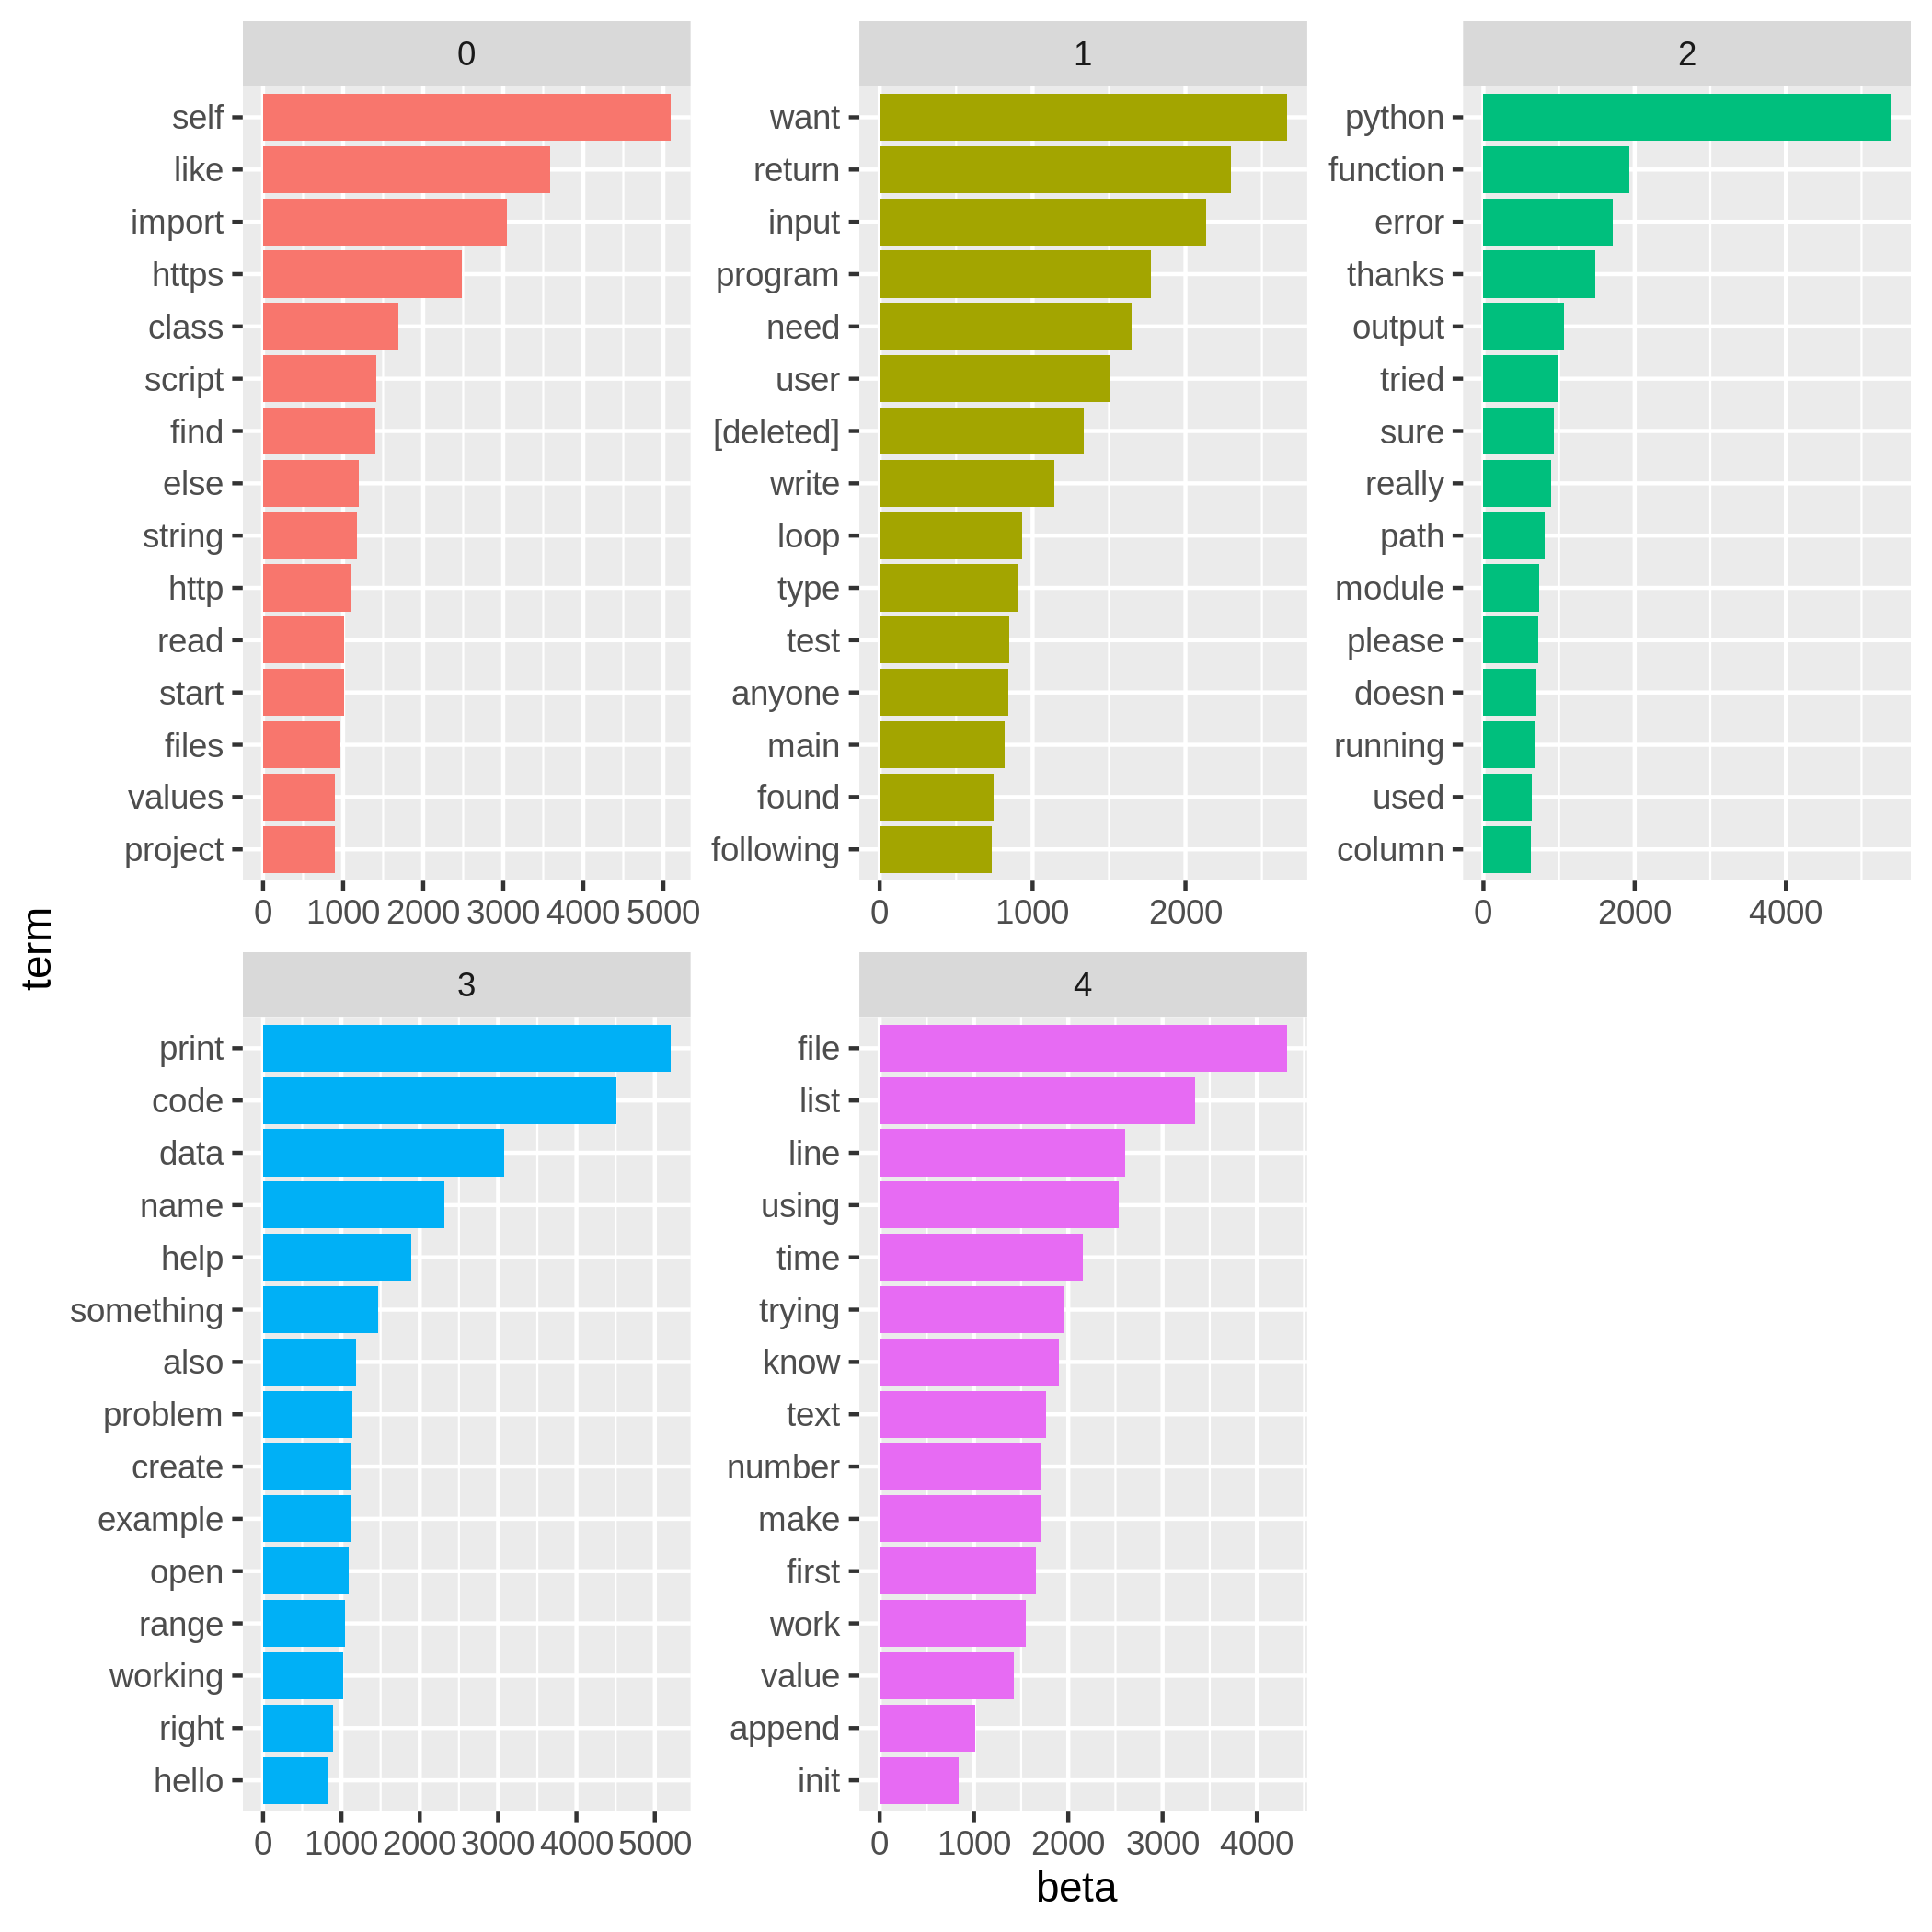 0
self
like
import
https
class
script
find
else
string
http
read
start
files
values
project
0 1000 2000 3000 4000 5000
1
want
return
input
program
need
user
[deleted]
write
loop
type
test
anyone
main
found
following
0 1000 2000
2
python
function
error
thanks
output
tried
sure
really
path
module
please
doesn
running
used
column
0 2000 4000
term
3
print
code
data
name
help
something
also
problem
create
example
open
range
working
right
hello
0 1000 2000 3000 4000 5000
4
file
list
line
using
time
trying
know
text
number
make
first
work
value
append
init
0 1000 2000 3000 4000
beta